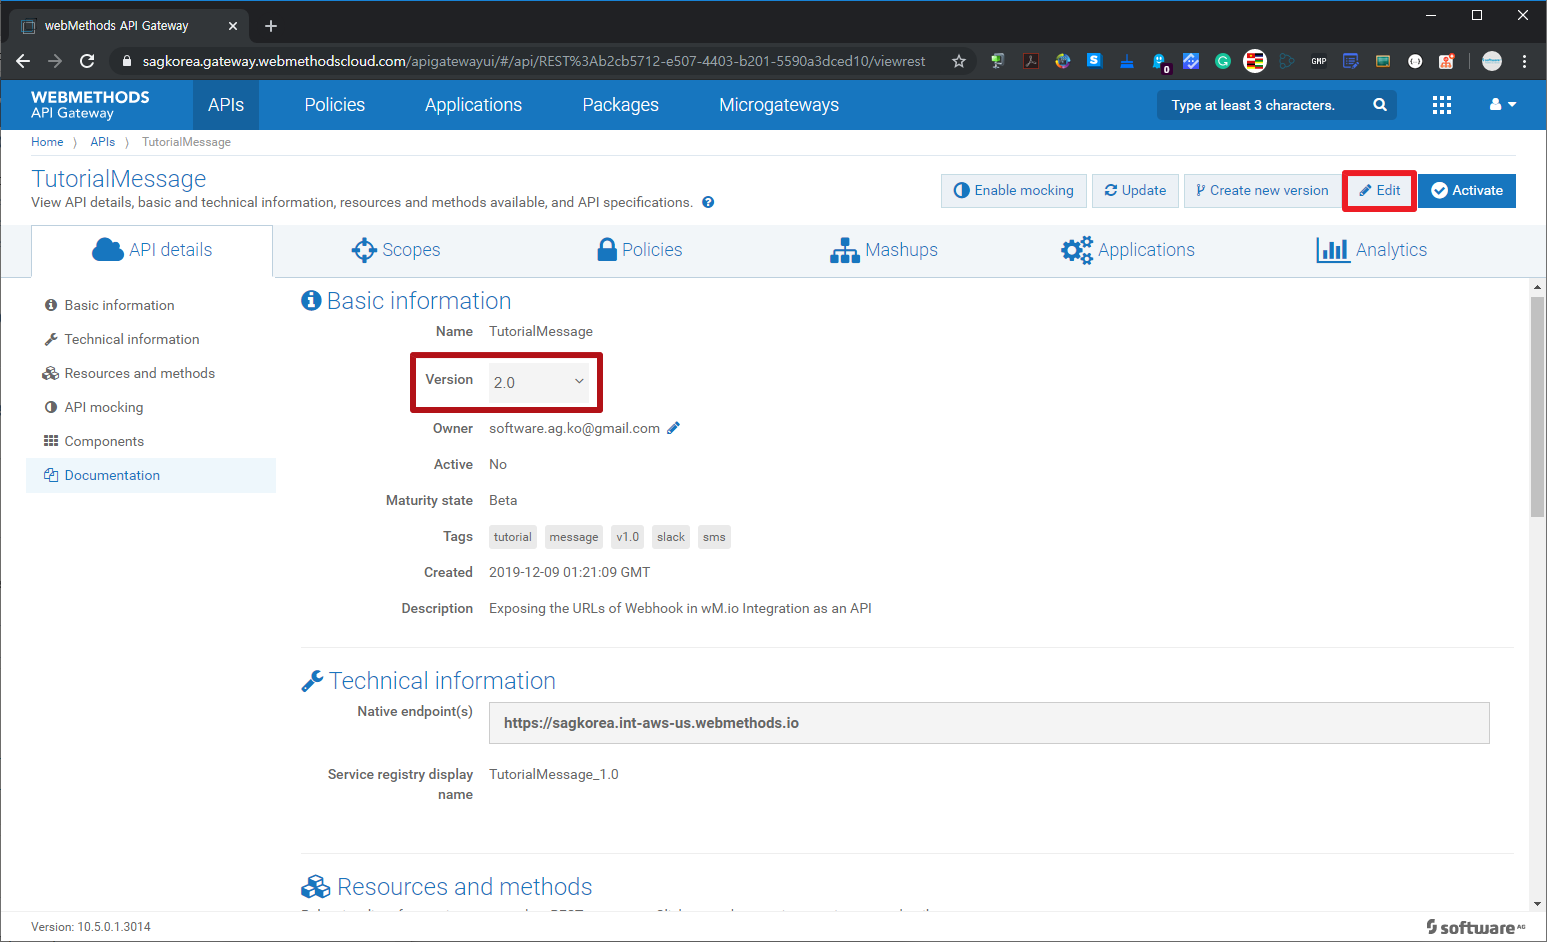 webMethods API Gateway
sagkorea.gateway.webmethodscloud.com/apigatewayui/#/api/REST%3Ab2cb5712-e507-4403-b201-5590a3dced10/viewrest
S
0
G
GMP
WEBMETHODS
API Gateway
APIs
Policies
Applications
Packages
Microgateways
Type at least 3 characters.
Home
APIs
TutorialMessage
TutorialMessage
View API details, basic and technical information, resources and methods available, and API specifications.
Enable mocking
Update
Create new version
Edit
Activate
API details
Scopes
Policies
Mashups
Applications
Analytics
Basic information
Technical information
Resources and methods
API mocking
Components
Documentation
Basic information
Name TutorialMessage
Version 2.0
Owner software.ag.ko@gmail.com
Active No
Maturity state Beta
Tags tutorial message v1.0 slack sms
Created 2019-12-09 01:21:09 GMT
Description Exposing the URLs of Webhook in wM.io Integration as an API
Technical information
Native endpoint(s) https://sagkorea.int-aws-us.webmethods.io
Service registry display name TutorialMessage_1.0
Resources and methods
Version: 10.5.0.1.3014
software AG